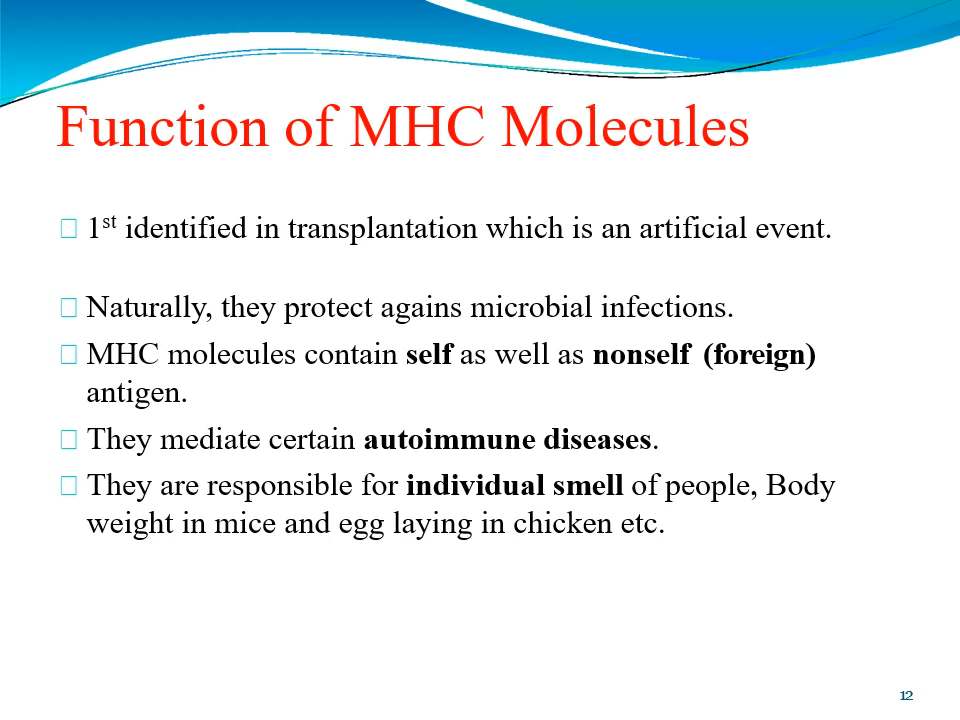 Function of MHC Molecules
1st identified in transplantation which is an artificial event.
Naturally, they protect agains microbial infections.
MHC molecules contain self as well as nonself (foreign)
antigen.
They mediate certain autoimmune diseases.
They are responsible for individual smell of people, Body
weight in mice and egg laying in chicken etc.
12